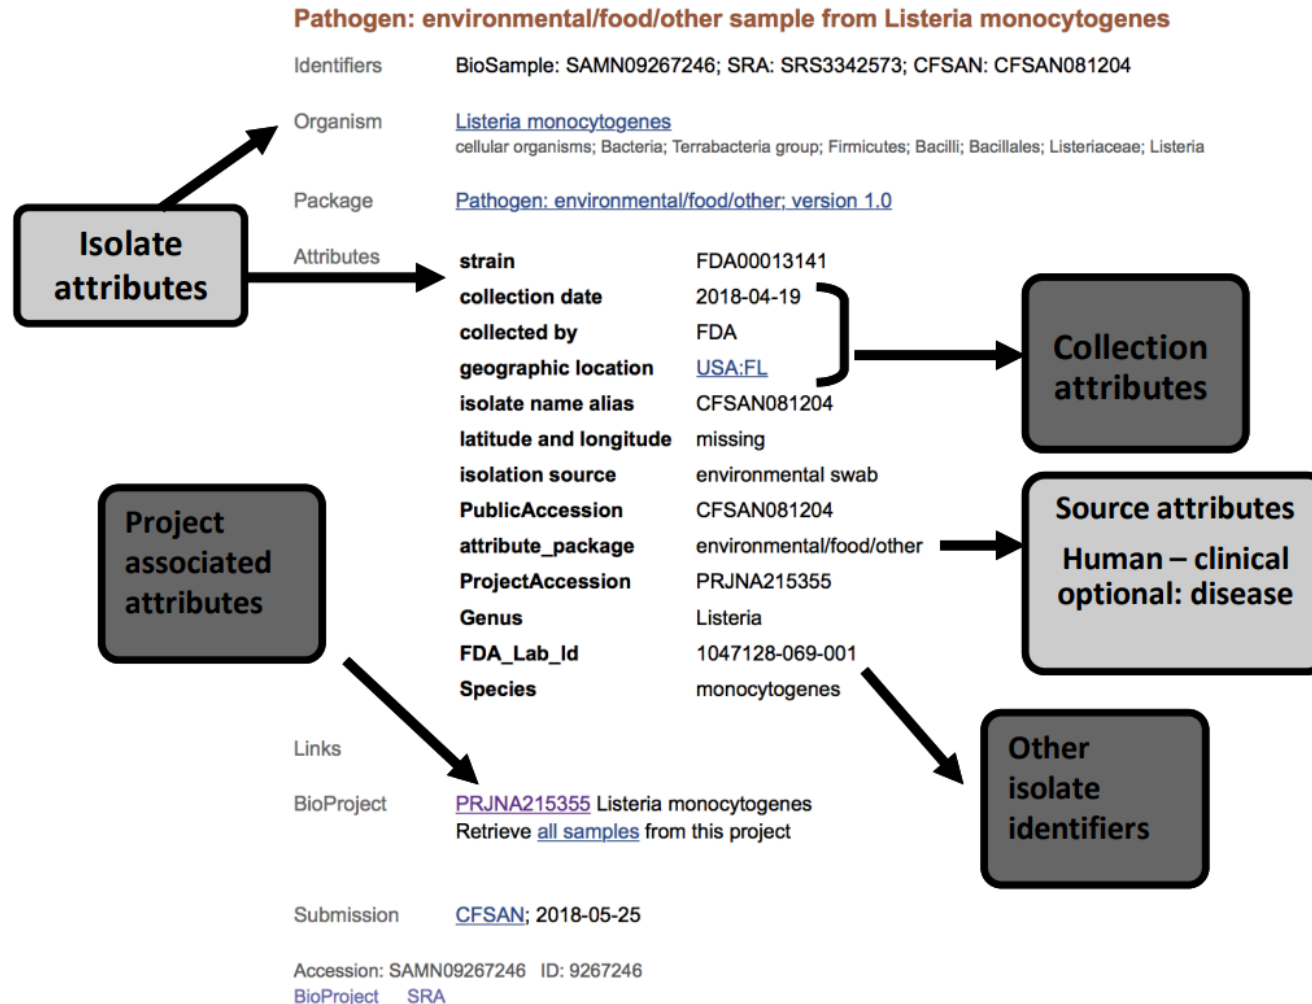 Pathogen: environmental/food/other sample from Listeria monocytogenes
Identifiers BioSample: SAMN09267246; SRA: SRS3342573; CFSAN: CFSAN081204
Organism Listeria monocytogenes
cellular organisms; Bacteria; Terrabacteria group; Firmicutes; Bacilli; Bacillales; Listeriaceae; Listeria
Package Pathogen: environmental/food/other; version 1.0
Isolate
attributes
Attributes strain FDA00013141
collection date 2018-04-19
collected by FDA
geographic location USA:FL
isolate name alias CFSAN081204
latitude and longitude missing
isolation source environmental swab
PublicAccession CFSAN081204
attribute_package environmental/food/other
ProjectAccession PRJNA215355
Genus Listeria
FDA_Lab_Id 1047128-069-001
Species monocytogenes
Collection
attributes
Source attributes
Human – clinical
optional: disease
Project
associated
attributes
Other
isolate
identifiers
Links
BioProject PRJNA215355 Listeria monocytogenes
Retrieve all samples from this project
Submission CFSAN; 2018-05-25
Accession: SAMN09267246 ID: 9267246
BioProject SRA